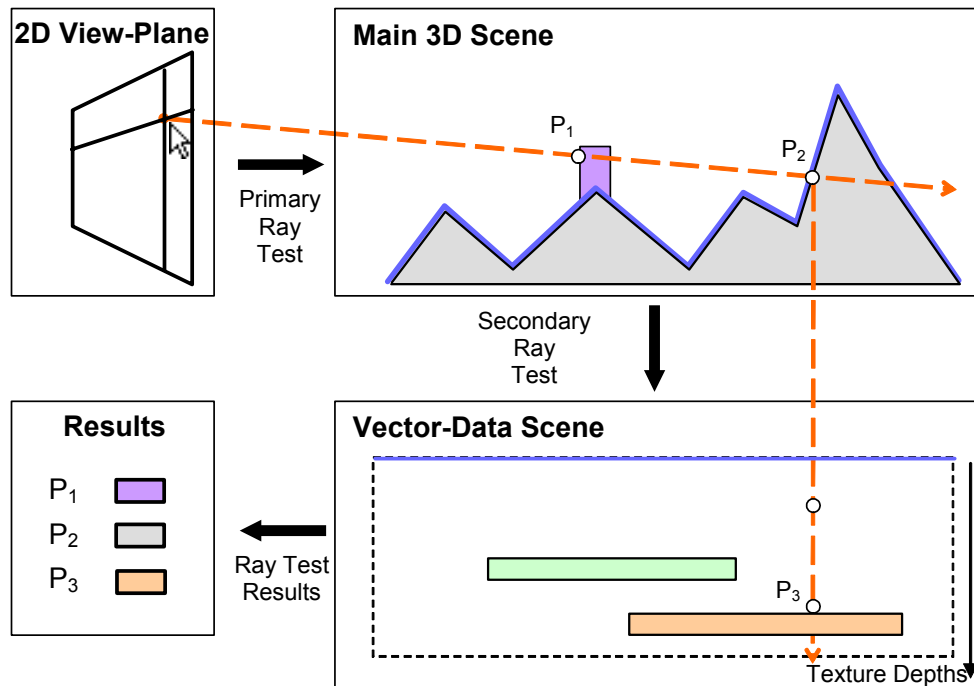 2D View-Plane
Main 3D Scene
P₁
P₂
Primary
Ray
Test
Secondary
Ray
Test
Results
P₁
P₂
P₃
Ray Test
Results
Vector-Data Scene
P₃
Texture Depths